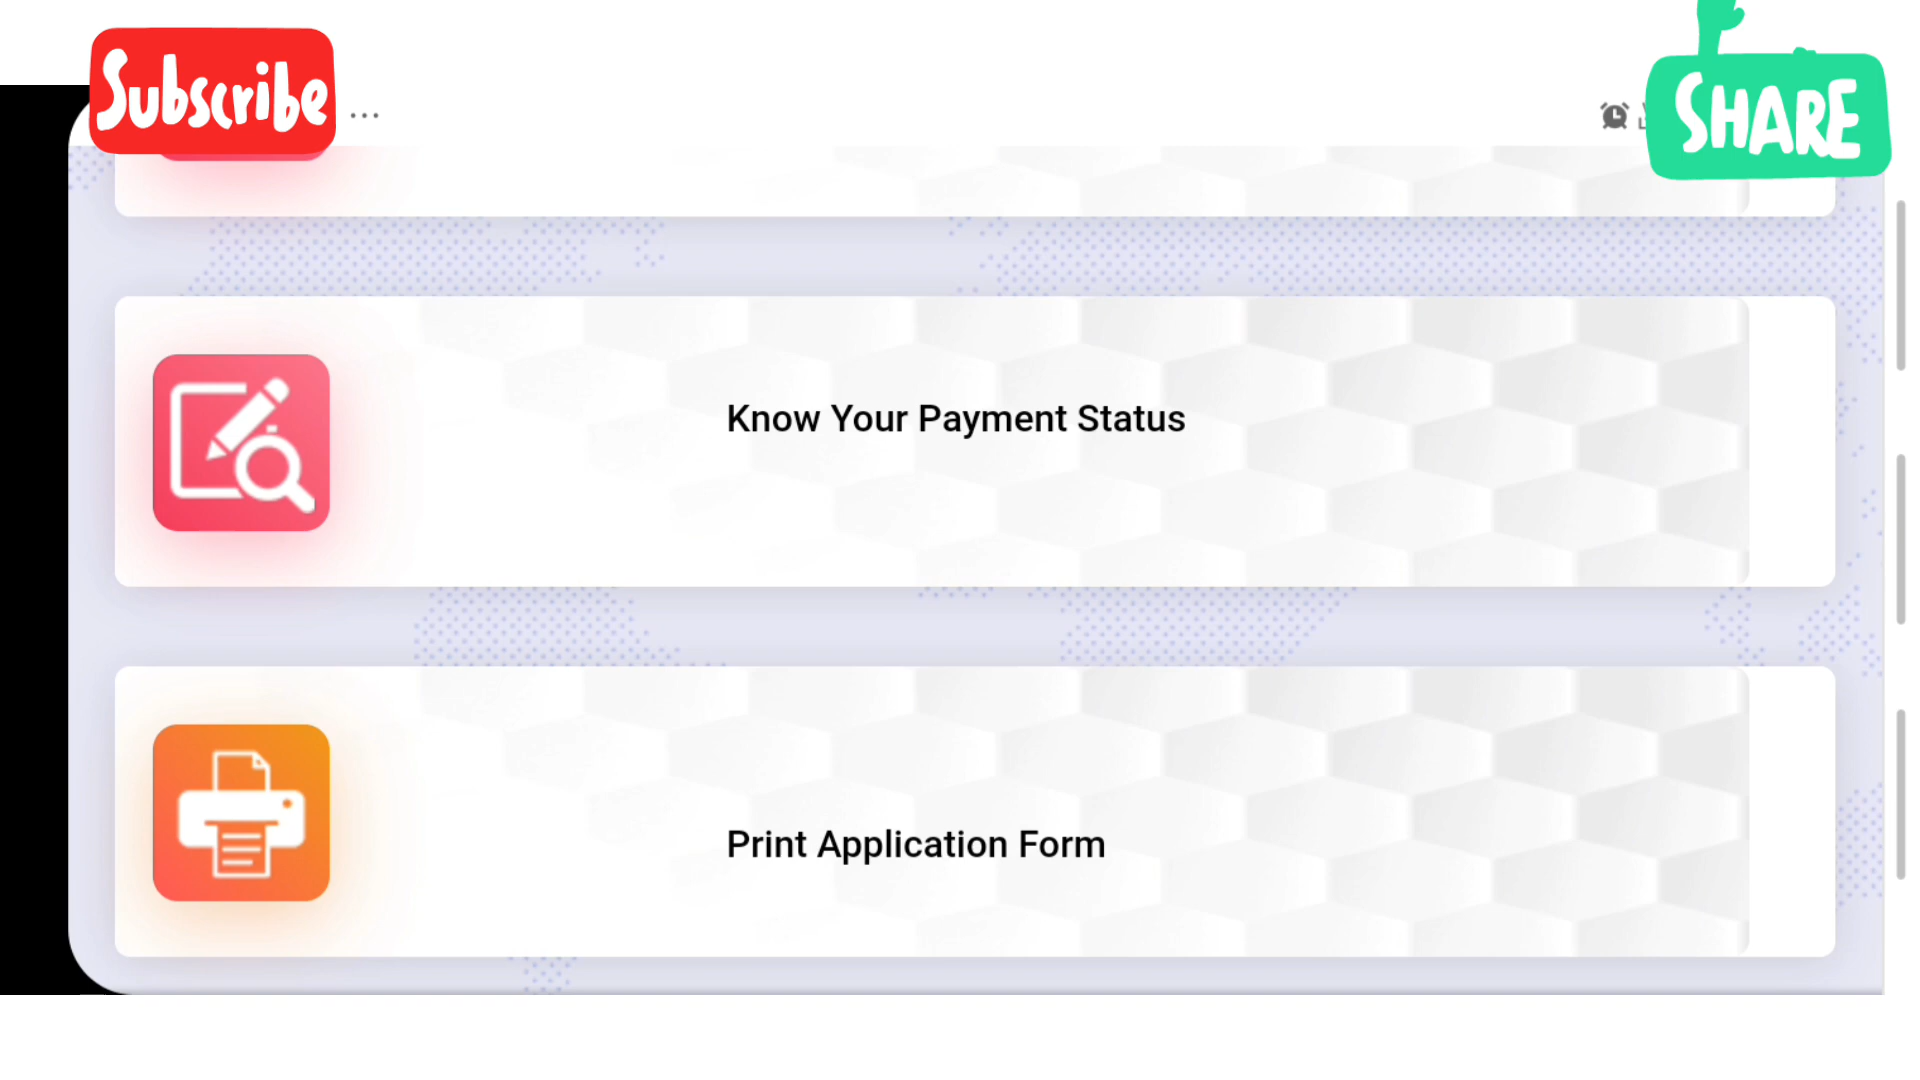 Subscribe
...
SHARE
Know Your Payment Status
Print Application Form